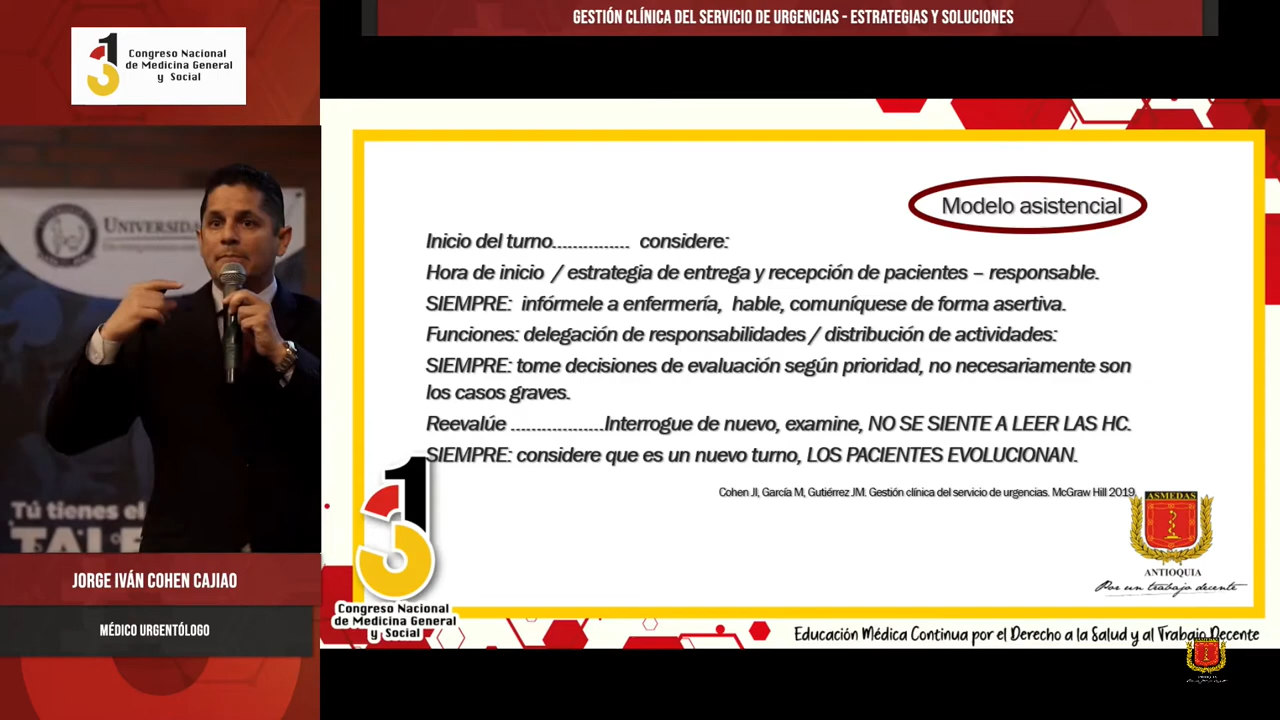 GESTIÓN CLÍNICA DEL SERVICIO DE URGENCIAS - ESTRATEGIAS Y SOLUCIONES
Congreso Nacional
de Medicina General
y Social
UNIVERSIDA
Tú tienes el
TALE
JORGE IVÁN COHEN CAJIAO
MÉDICO URGENTÓLOGO
Modelo asistencial
Inicio del turno............... considere:
Hora de inicio / estrategia de entrega y recepción de pacientes – responsable.
SIEMPRE: infórmele a enfermería, hable, comuníquese de forma asertiva.
Funciones: delegación de responsabilidades / distribución de actividades:
SIEMPRE: tome decisiones de evaluación según prioridad, no necesariamente son
los casos graves.
Reevalúe ..................Interrogue de nuevo, examine, NO SE SIENTE A LEER LAS HC.
SIEMPRE: considere que es un nuevo turno, LOS PACIENTES EVOLUCIONAN.
Cohen JI, García M, Gutiérrez JM. Gestión clínica del servicio de urgencias. McGraw Hill 2019.
ASMEDAS
ANTIOQUIA
Por un trabajo decente
Congreso Nacional
de Medicina General
y Social
Educación Médica Continua por el Derecho a la Salud y al Trabajo Decente
ASMEDAS